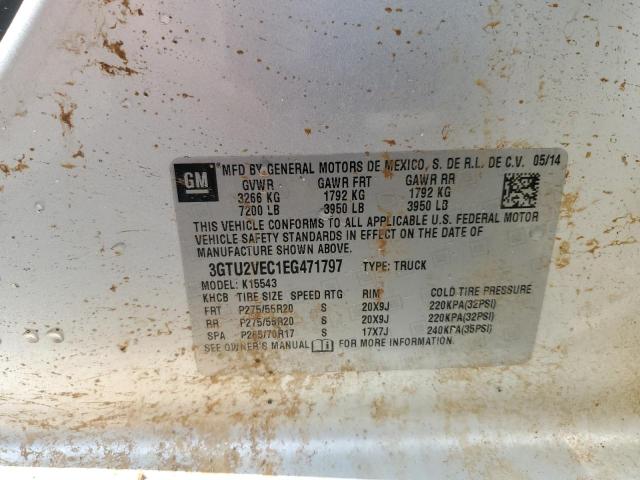 GM
MFD BY GENERAL MOTORS DE MEXICO, S. DE R.L. DE C.V. 05/14
GVWR GAWR FRT GAWR RR
3266 KG 1792 KG 1792 KG
7200 LB 3950 LB 3950 LB
THIS VEHICLE CONFORMS TO ALL APPLICABLE U.S. FEDERAL MOTOR
VEHICLE SAFETY STANDARDS IN EFFECT ON THE DATE OF
MANUFACTURE SHOWN ABOVE.
3GTU2VEC1EG471797 TYPE: TRUCK
MODEL: K15543
KHCB TIRE SIZE SPEED RTG RIM COLD TIRE PRESSURE
FRT P275/55R20 S 20X9J 220KPA(32PSI)
RR P275/55R20 S 20X9J 220KPA(32PSI)
SPA P265/70R17 S 17X7J 240KPA(35PSI)
SEE OWNER'S MANUAL FOR MORE INFORMATION.